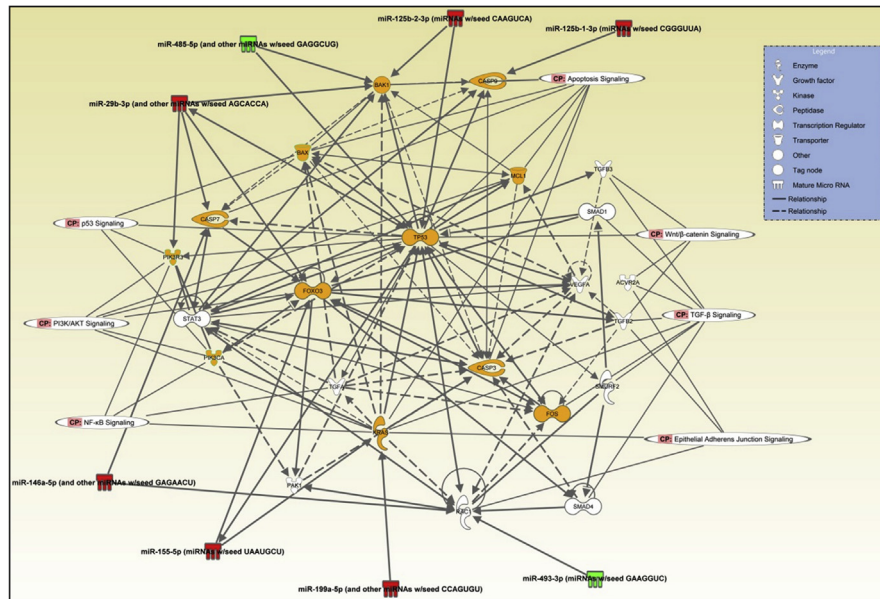 miR-125b-2-3p (miRNAs w/seed CAAGUCA)
miR-125b-1-3p (miRNAs w/seed CGGGUUA)
miR-485-5p (and other miRNAs w/seed GAGGCUG)
Legend
Enzyme
Growth factor
Kinase
Peptidase
Transcription Regulator
Transporter
Other
Tag node
Mature Micro RNA
Relationship
Relationship
BAK1
CASP9
CP: Apoptosis Signaling
miR-29b-3p (and other miRNAs w/seed AGCACCA)
BAX
MCL1
TGFB3
CASP7
SMAD1
CP: p53 Signaling
TP53
CP: Wnt/β-catenin Signaling
PIK3R3
FOXO3
VEGFA
ACVR2A
STAT3
TGFB2
CP: TGF-β Signaling
CP: PI3K/AKT Signaling
PIK3CA
CASP3
TGFA
SMURF2
FOS
CP: NF-κB Signaling
KRAS
CP: Epithelial Adherens Junction Signaling
miR-146a-5p (and other miRNAs w/seed GAGAACU)
PAK1
RAC1
SMAD4
miR-155-5p (miRNAs w/seed UAAUGCU)
miR-493-3p (miRNAs w/seed GAAGGUC)
miR-199a-5p (and other miRNAs w/seed CCAGUGU)